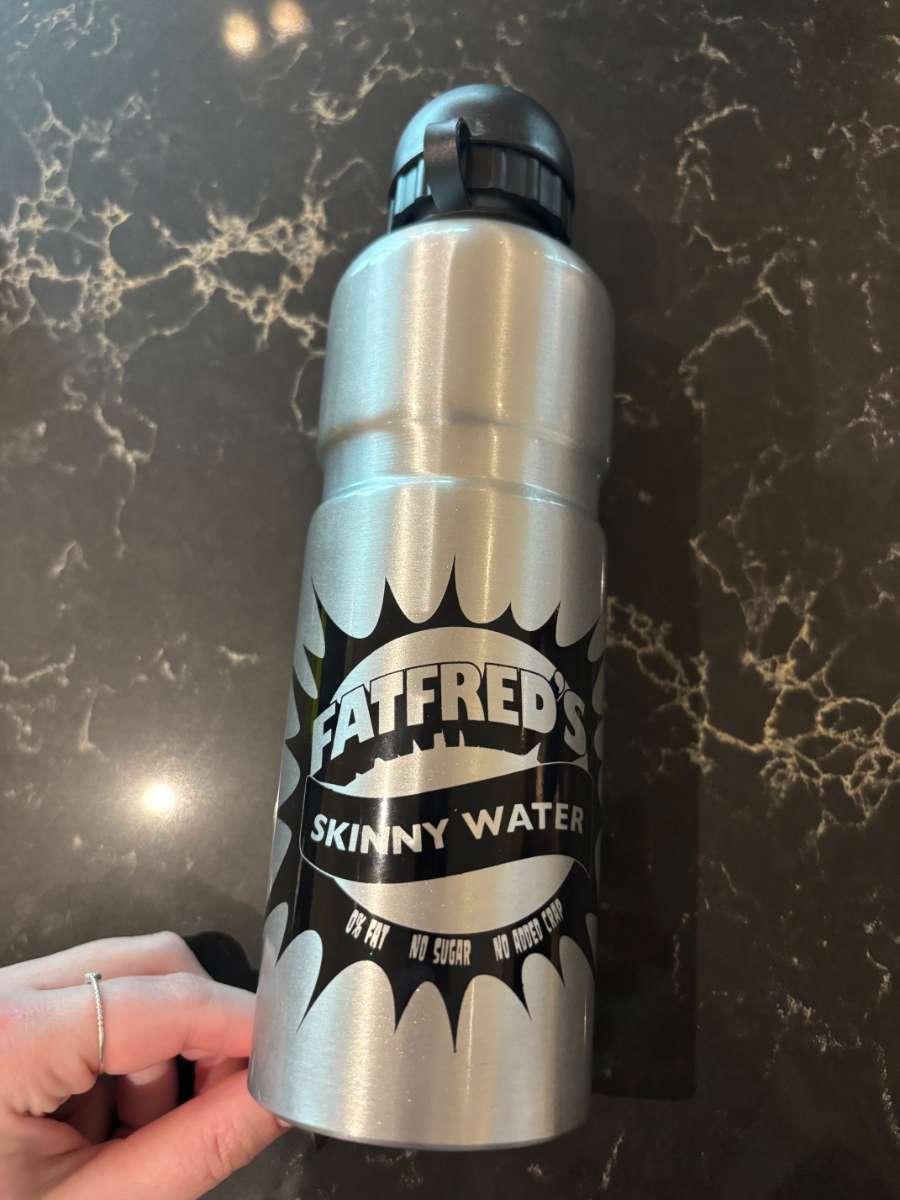 FATFRED'S
SKINNY WATER
0% FAT NO SUGAR NO ADDED CRAP